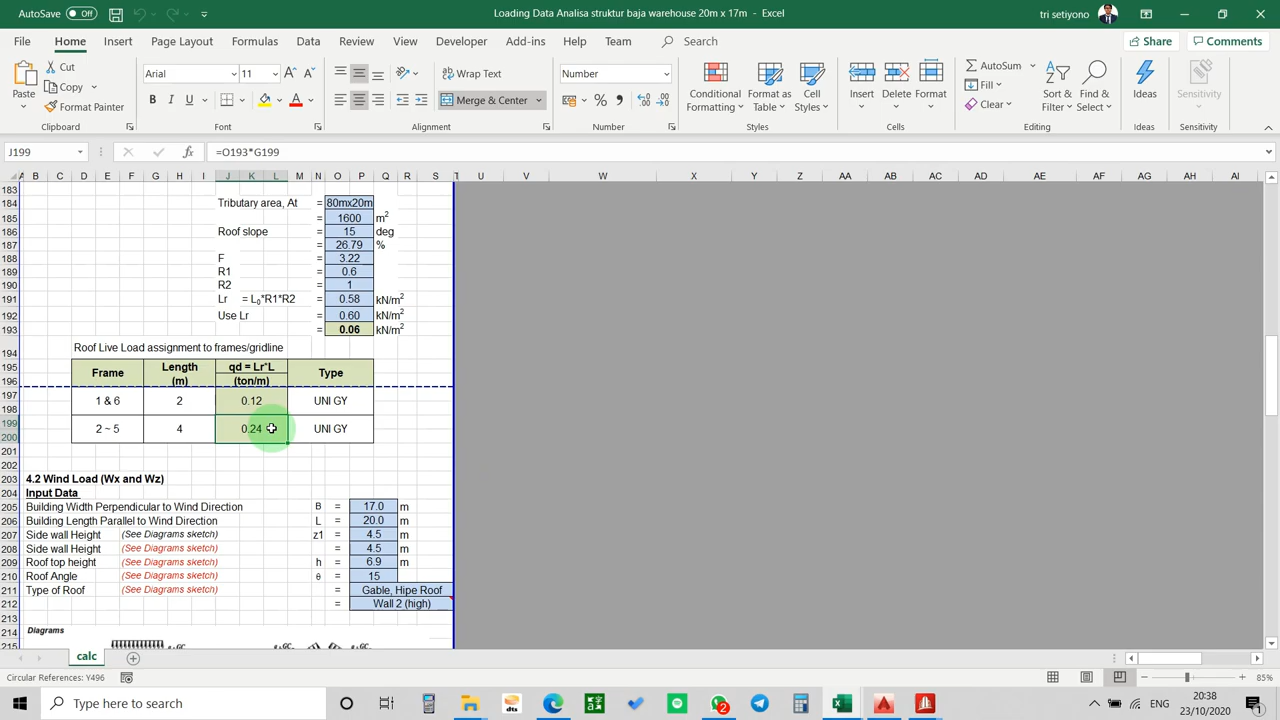 AutoSave Off
Loading Data Analisa struktur baja warehouse 20m x 17m - Excel
tri setiyono
File Home Insert Page Layout Formulas Data Review View Developer Add-ins Help Team Search Share Comments
Paste Cut Copy Format Painter Clipboard
Arial 11 B I U Font
Wrap Text Merge & Center Alignment
Number % Number
Conditional Formatting Format as Table Cell Styles Styles
Insert Delete Format Cells
AutoSum Fill Clear Sort & Filter Find & Select Editing
Ideas Ideas
Sensitivity Sensitivity
J199 fx =O193*G199
A B C D E F G H I J K L M N O P Q R S T U V W X Y Z AA AB AC AD AE AF AG AH AI
183
184 Tributary area, At = 80mx20m
185 = 1600 m2
186 Roof slope = 15 deg
187 = 26.79 %
188 F = 3.22
189 R1 = 0.6
190 R2 = 1
191 Lr = L0*R1*R2 = 0.58 kN/m2
192 Use Lr = 0.60 kN/m2
193 = 0.06 kN/m2
194 Roof Live Load assignment to frames/gridline
195 Frame Length qd = Lr*L Type
196 (m) (ton/m)
197
198 1 & 6 2 0.12 UNI GY
199
200 2 ~ 5 4 0.24 UNI GY
201
202
203 4.2 Wind Load (Wx and Wz)
204 Input Data
205 Building Width Perpendicular to Wind Direction B = 17.0 m
206 Building Length Parallel to Wind Direction L = 20.0 m
207 Side wall Height (See Diagrams sketch) z1 = 4.5 m
208 Side wall Height (See Diagrams sketch) = 4.5 m
209 Roof top height (See Diagrams sketch) h = 6.9 m
210 Roof Angle (See Diagrams sketch) θ = 15
211 Type of Roof (See Diagrams sketch) = Gable, Hipe Roof
212 = Wall 2 (high)
213
214 Diagrams
215
calc
Circular References: Y496 85%
Type here to search
dts
2
20:38
23/10/2020
1